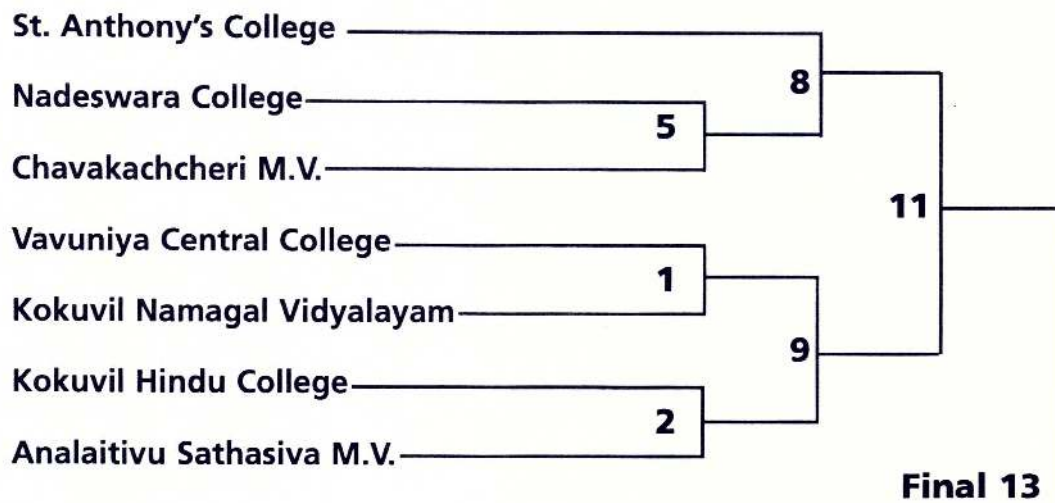 St. Anthony's College
8
Nadeswara College
5
Chavakachcheri M.V.
11
Vavuniya Central College
1
Kokuvil Namagal Vidyalayam
9
Kokuvil Hindu College
2
Analaitivu Sathasiva M.V.
Final 13